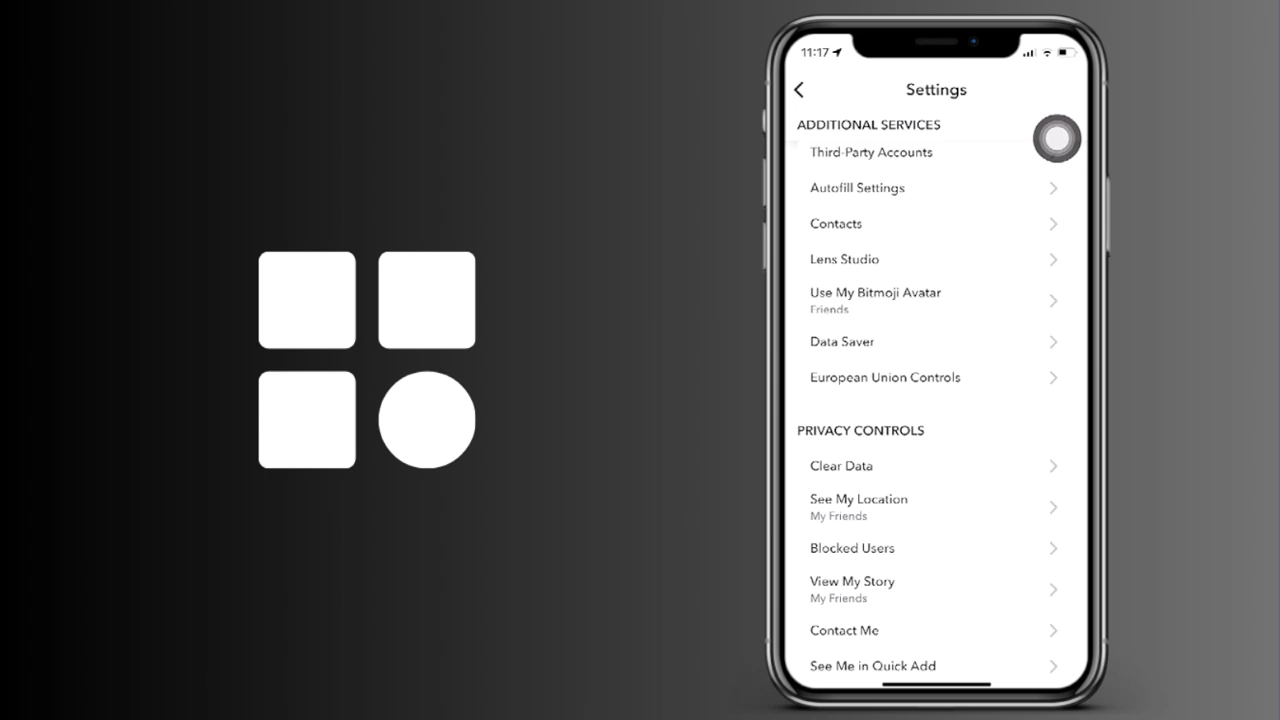 11:17
Settings
ADDITIONAL SERVICES
Third-Party Accounts
Autofill Settings
Contacts
Lens Studio
Use My Bitmoji Avatar
Friends
Data Saver
European Union Controls
PRIVACY CONTROLS
Clear Data
See My Location
My Friends
Blocked Users
View My Story
My Friends
Contact Me
See Me in Quick Add